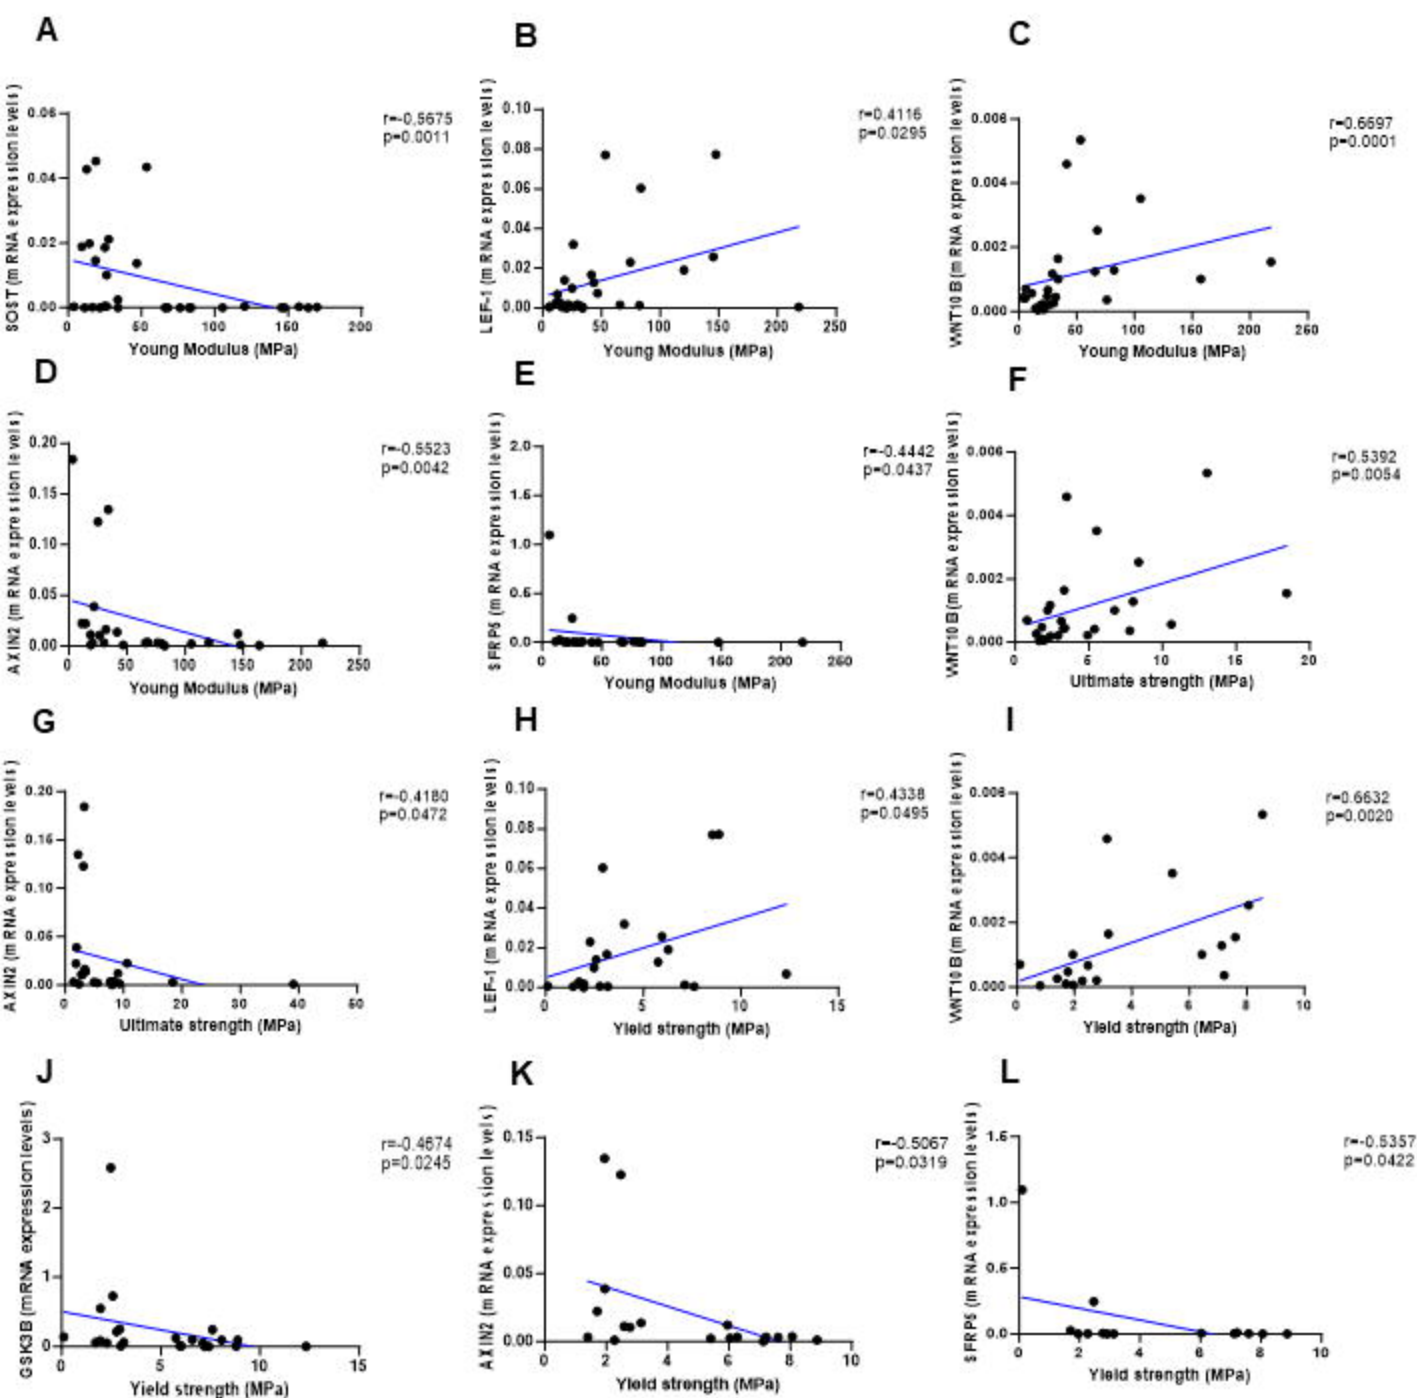 A
SOST (mRNA expression levels)
0.06
0.04
0.02
0.00
0 50 100 150 200
Young Modulus (MPa)
r=-0.5675
p=0.0011
B
LEF-1 (mRNA expression levels)
0.10
0.08
0.06
0.04
0.02
0.00
0 50 100 150 200 250
Young Modulus (MPa)
r=0.4116
p=0.0295
C
WNT10B (mRNA expression levels)
0.006
0.004
0.002
0.000
0 50 100 150 200 250
Young Modulus (MPa)
r=0.6697
p=0.0001
D
AXIN2 (mRNA expression levels)
0.20
0.15
0.10
0.05
0.00
0 50 100 150 200 250
Young Modulus (MPa)
r=-0.5523
p=0.0042
E
SFRP5 (mRNA expression levels)
2.0
1.5
1.0
0.5
0.0
0 50 100 150 200 250
Young Modulus (MPa)
r=-0.4442
p=0.0437
F
WNT10B (mRNA expression levels)
0.006
0.004
0.002
0.000
0 5 10 15 20
Ultimate strength (MPa)
r=0.5392
p=0.0054
G
AXIN2 (mRNA expression levels)
0.20
0.15
0.10
0.05
0.00
0 10 20 30 40 50
Ultimate strength (MPa)
r=-0.4180
p=0.0472
H
LEF-1 (mRNA expression levels)
0.10
0.08
0.06
0.04
0.02
0.00
0 5 10 15
Yield strength (MPa)
r=0.4338
p=0.0495
I
WNT10B (mRNA expression levels)
0.006
0.004
0.002
0.000
0 2 4 6 8 10
Yield strength (MPa)
r=0.6632
p=0.0020
J
GSK3B (mRNA expression levels)
3
2
1
0
0 5 10 15
Yield strength (MPa)
r=-0.4674
p=0.0245
K
AXIN2 (mRNA expression levels)
0.15
0.10
0.05
0.00
0 2 4 6 8 10
Yield strength (MPa)
r=-0.5067
p=0.0319
L
SFRP5 (mRNA expression levels)
1.5
1.0
0.5
0.0
0 2 4 6 8 10
Yield strength (MPa)
r=-0.5357
p=0.0422